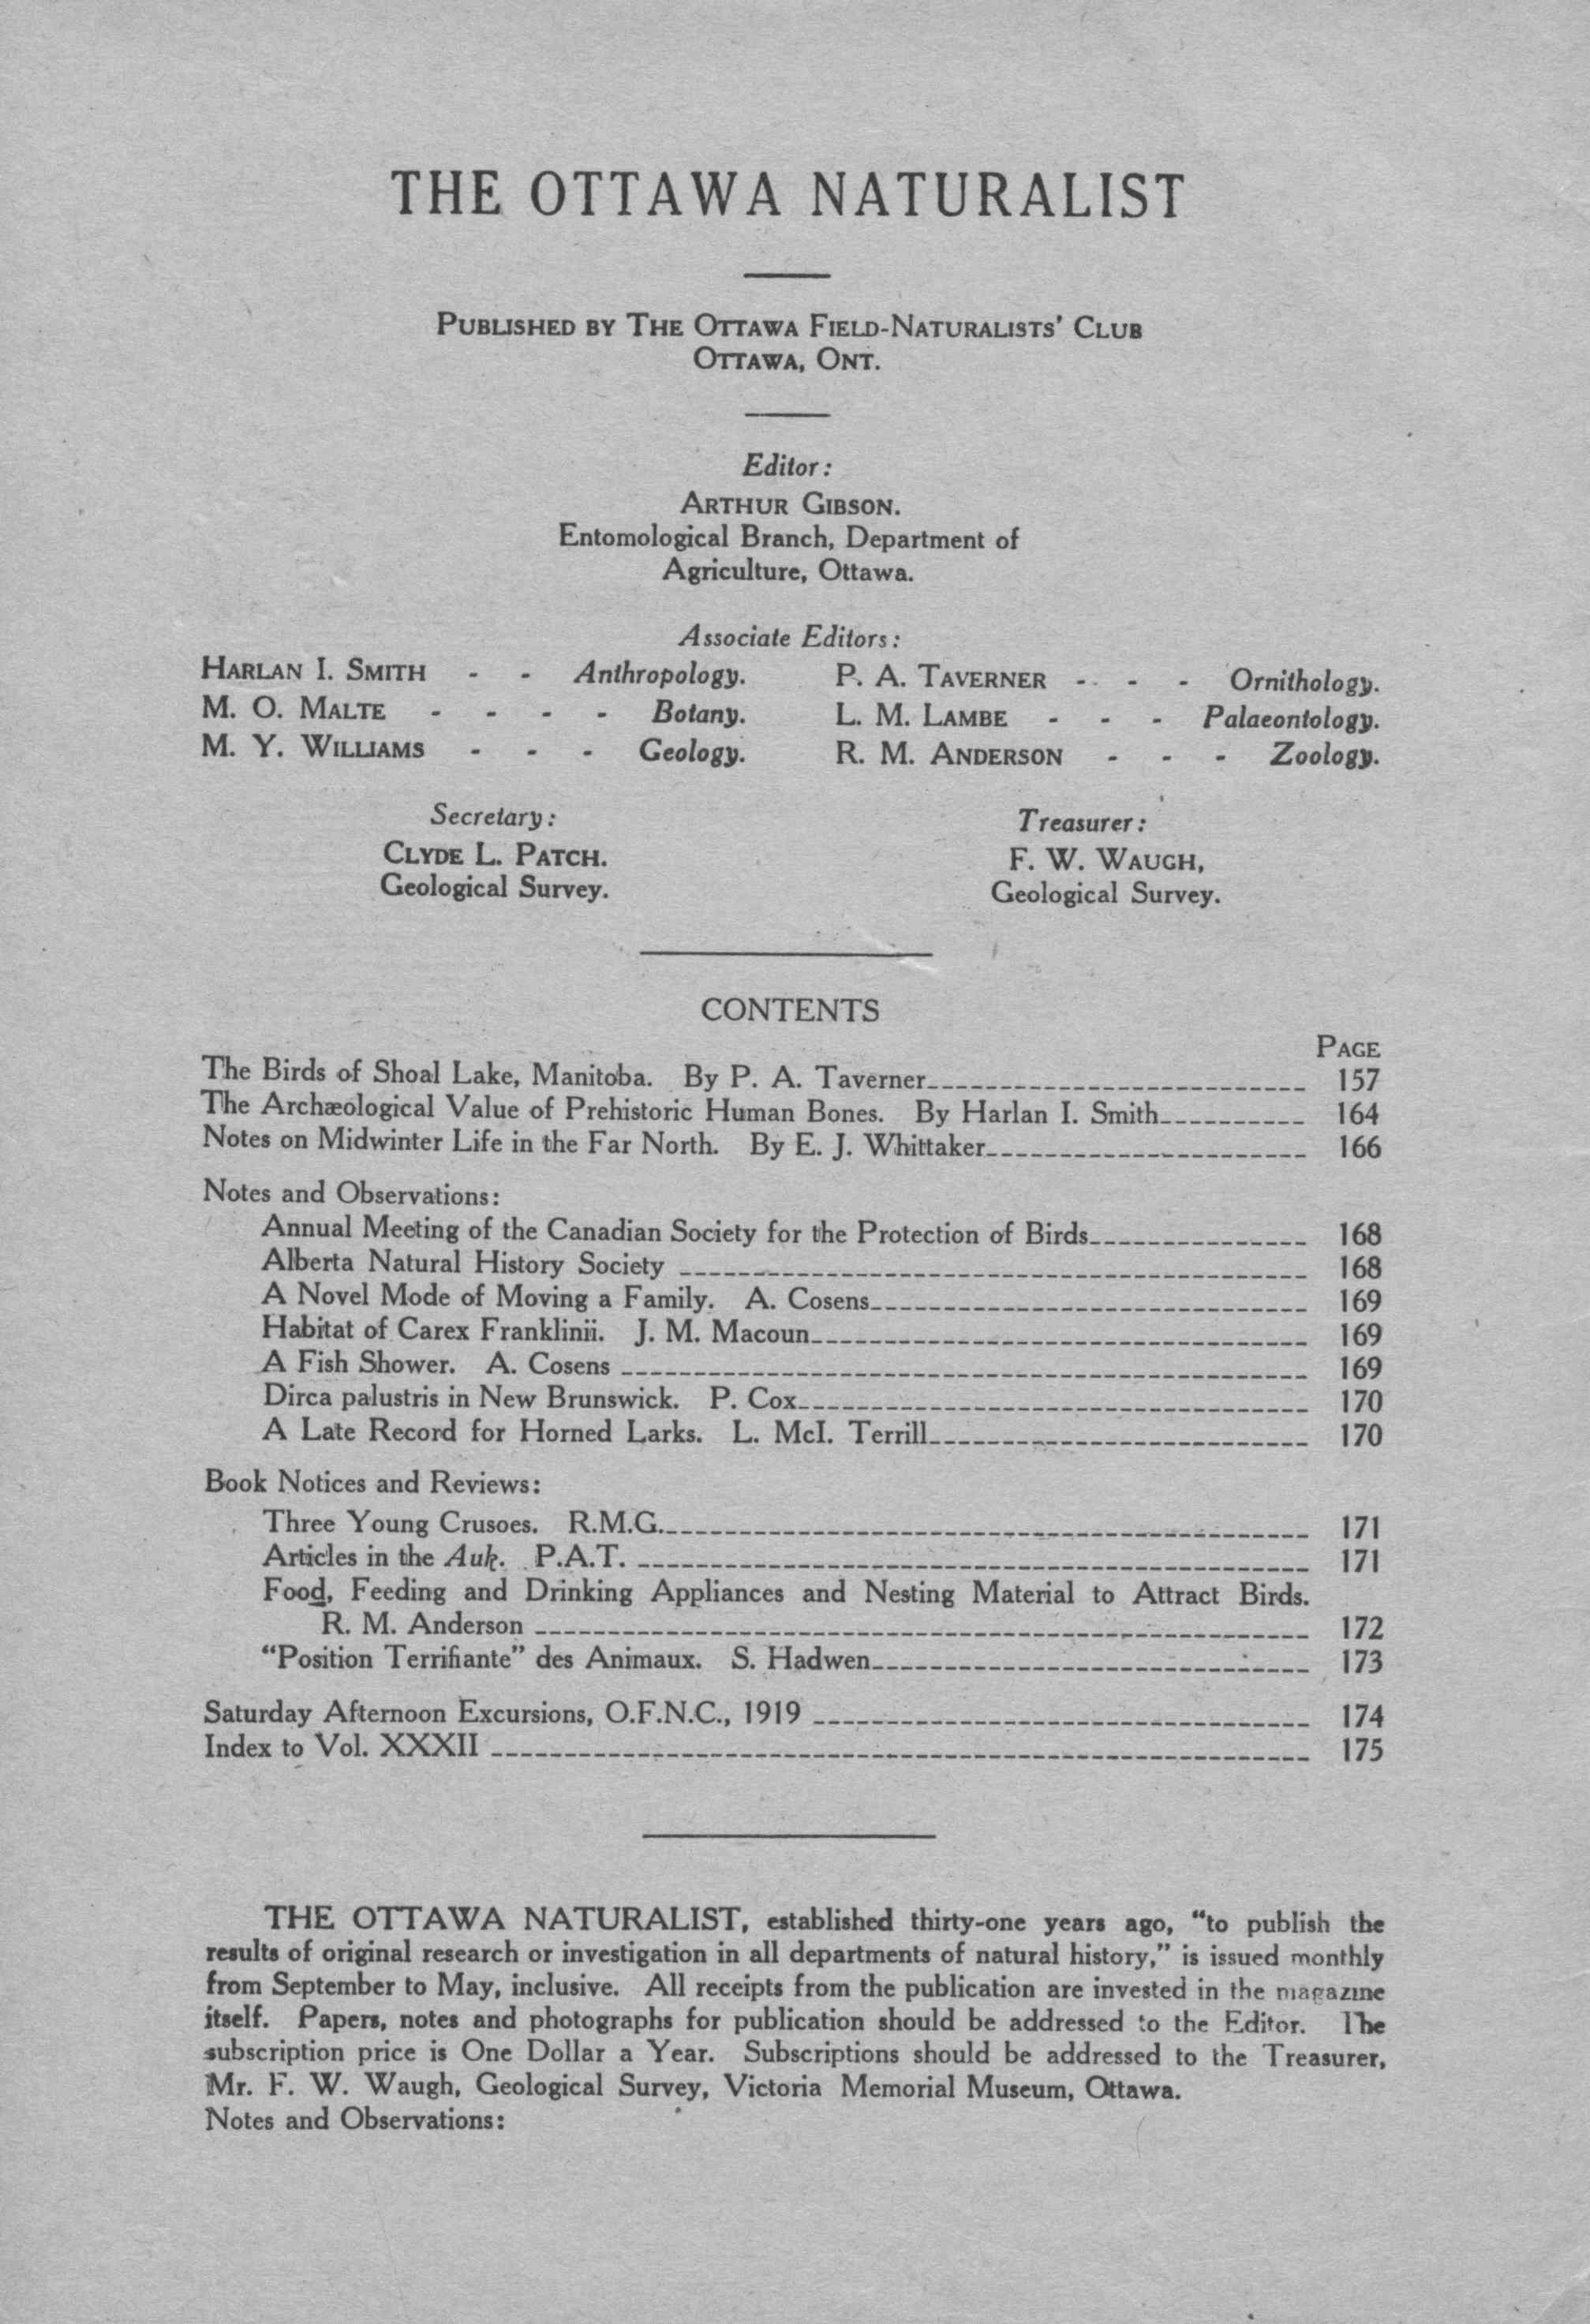 THE OTTAWA NATURALIST
PUBLISHED BY THE OTTAWA FIELD-NATURALISTS' CLUB
OTTAWA, ONT.
Editor:
ARTHUR GIBSON.
Entomological Branch, Department of
Agriculture, Ottawa.
Associate Editors:
HARLAN I. SMITH - - Anthropology.
M. O. MALTE - - - - Botany.
M. Y. WILLIAMS - - - Geology.
P. A. TAVERNER - - - Ornithology.
L. M. LAMBE - - - Palaeontology.
R. M. ANDERSON - - - Zoology.
Secretary:
CLYDE L. PATCH.
Geological Survey.
Treasurer:
F. W. WAUGH,
Geological Survey.
CONTENTS
PAGE
The Birds of Shoal Lake, Manitoba. By P. A. Taverner 157
The Archæological Value of Prehistoric Human Bones. By Harlan I. Smith 164
Notes on Midwinter Life in the Far North. By E. J. Whittaker 166
Notes and Observations:
Annual Meeting of the Canadian Society for the Protection of Birds 168
Alberta Natural History Society 168
A Novel Mode of Moving a Family. A. Cosens 169
Habitat of Carex Franklinii. J. M. Macoun 169
A Fish Shower. A. Cosens 169
Dirca palustris in New Brunswick. P. Cox 170
A Late Record for Horned Larks. L. McI. Terrill 170
Book Notices and Reviews:
Three Young Crusoes. R.M.G. 171
Articles in the Auk. P.A.T. 171
Food, Feeding and Drinking Appliances and Nesting Material to Attract Birds.
R. M. Anderson 172
"Position Terrifiante" des Animaux. S. Hadwen 173
Saturday Afternoon Excursions, O.F.N.C., 1919 174
Index to Vol. XXXII 175
THE OTTAWA NATURALIST, established thirty-one years ago, "to publish the
results of original research or investigation in all departments of natural history," is issued monthly
from September to May, inclusive. All receipts from the publication are invested in the magazine
itself. Papers, notes and photographs for publication should be addressed to the Editor. The
subscription price is One Dollar a Year. Subscriptions should be addressed to the Treasurer,
Mr. F. W. Waugh, Geological Survey, Victoria Memorial Museum, Ottawa.
Notes and Observations: